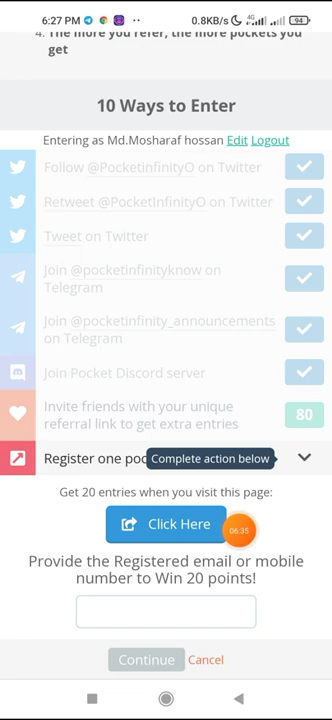 6:27 PM
0.8KB/s
4G
94
4. The more you refer, the more pockets you
get
10 Ways to Enter
Entering as Md.Mosharaf hossan Edit Logout
Follow @PocketInfinityO on Twitter
Retweet @PocketInfinityO on Twitter
Tweet on Twitter
Join @pocketinfinityknow on
Telegram
Join @pocketinfinity_announcements
on Telegram
Join Pocket Discord server
Invite friends with your unique
referral link to get extra entries
80
Register one poc
Complete action below
Get 20 entries when you visit this page:
Click Here
06:35
Provide the Registered email or mobile
number to Win 20 points!
Continue Cancel